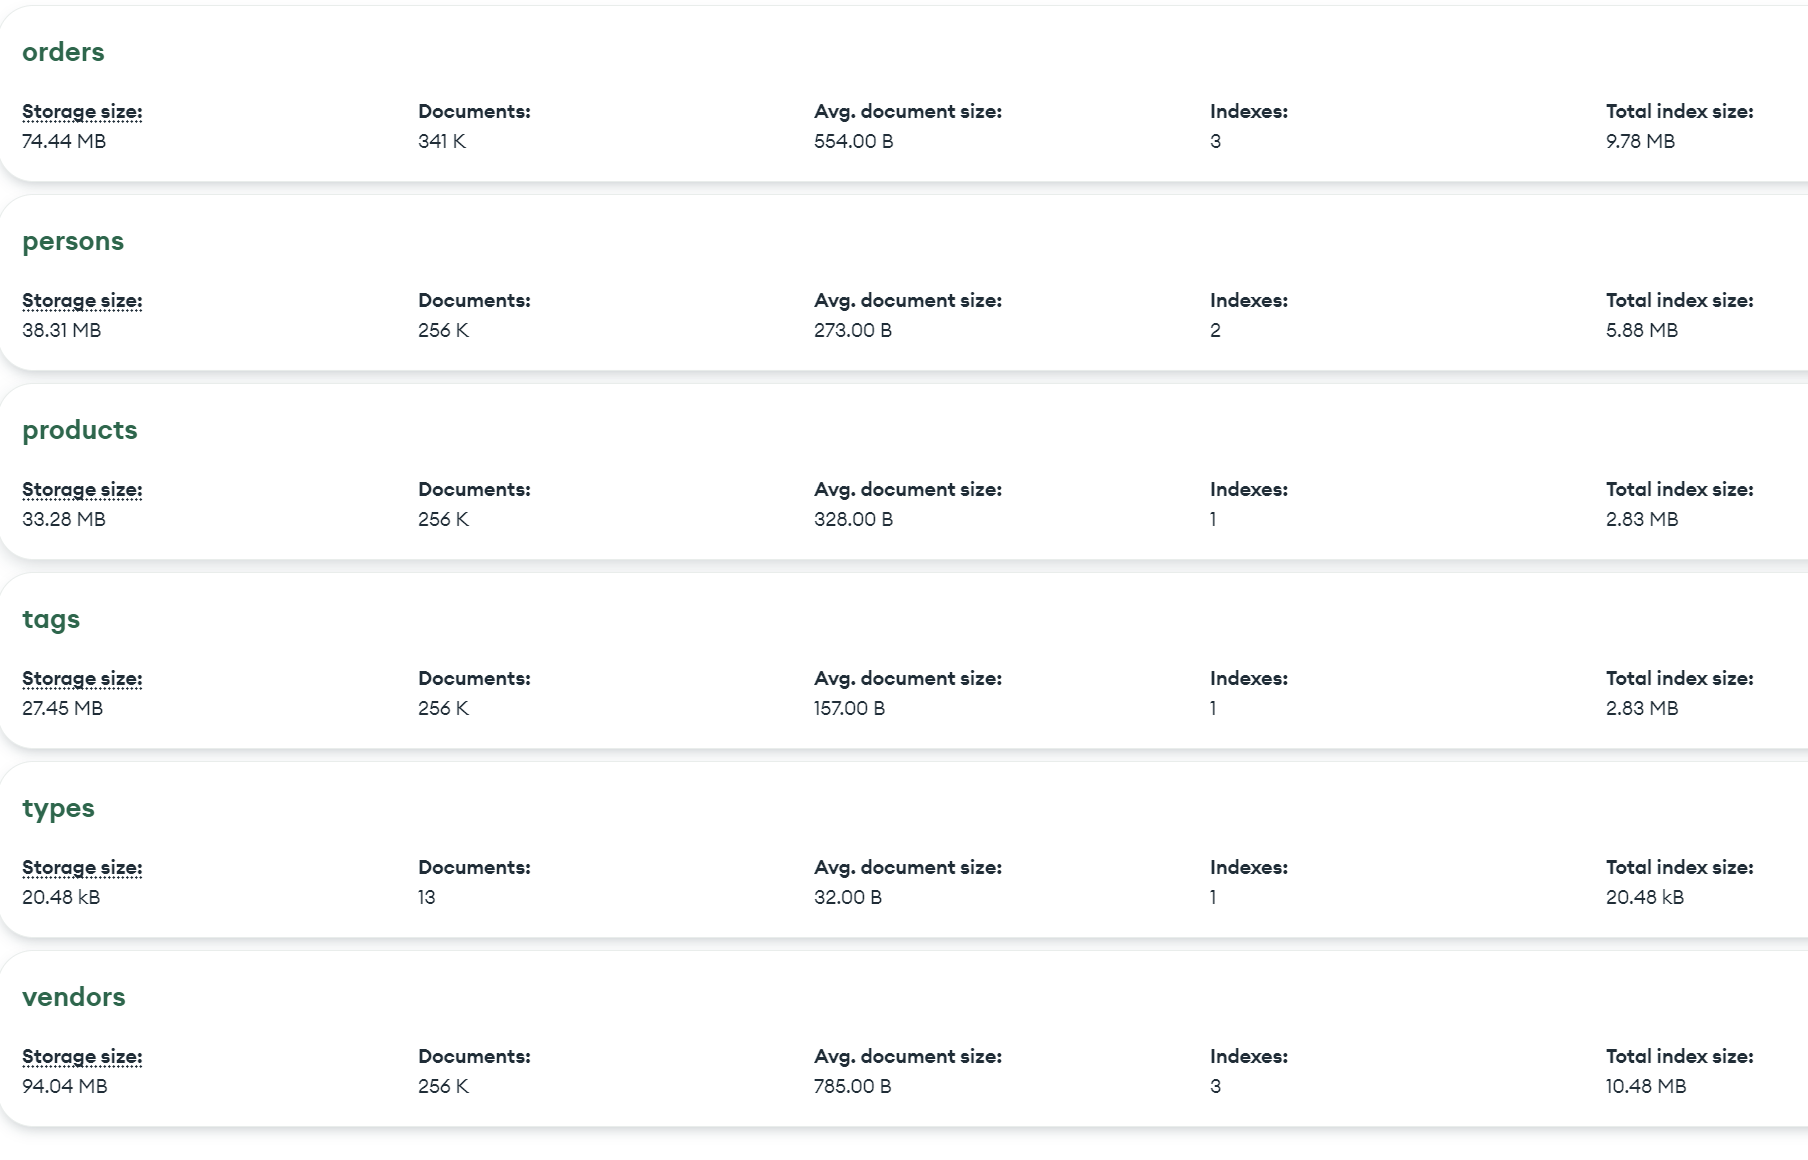 orders
Storage size: Documents: Avg. document size: Indexes: Total index size:
74.44 MB 341 K 554.00 B 3 9.78 MB
persons
Storage size: Documents: Avg. document size: Indexes: Total index size:
38.31 MB 256 K 273.00 B 2 5.88 MB
products
Storage size: Documents: Avg. document size: Indexes: Total index size:
33.28 MB 256 K 328.00 B 1 2.83 MB
tags
Storage size: Documents: Avg. document size: Indexes: Total index size:
27.45 MB 256 K 157.00 B 1 2.83 MB
types
Storage size: Documents: Avg. document size: Indexes: Total index size:
20.48 kB 13 32.00 B 1 20.48 kB
vendors
Storage size: Documents: Avg. document size: Indexes: Total index size:
94.04 MB 256 K 785.00 B 3 10.48 MB